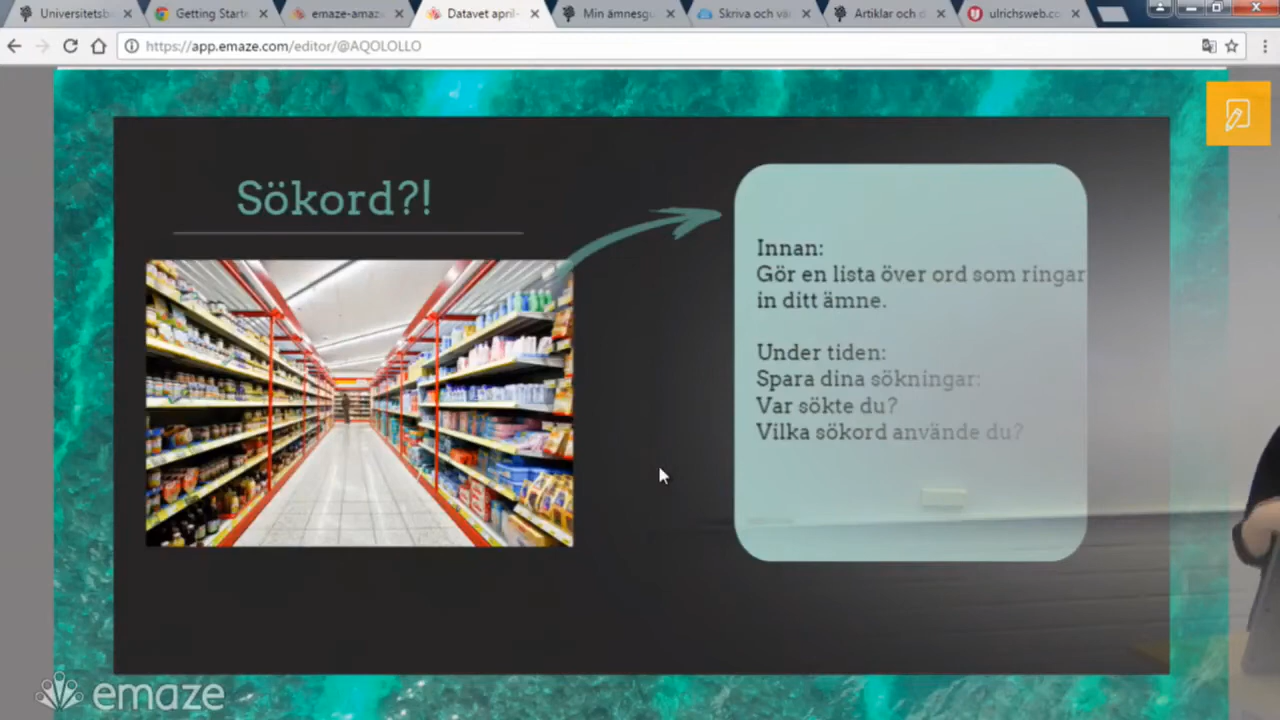 Universitetsb
Getting Starte
emaze-amaz
Datavet april-
Min ämnesgu
Skriva och vä
Artiklar och d
ulrichsweb.co
https://app.emaze.com/editor/@AQOLOLLO
Sökord?!
Innan:
Gör en lista över ord som ringar
in ditt ämne.
Under tiden:
Spara dina sökningar:
Var sökte du?
Vilka sökord använde du?
emaze